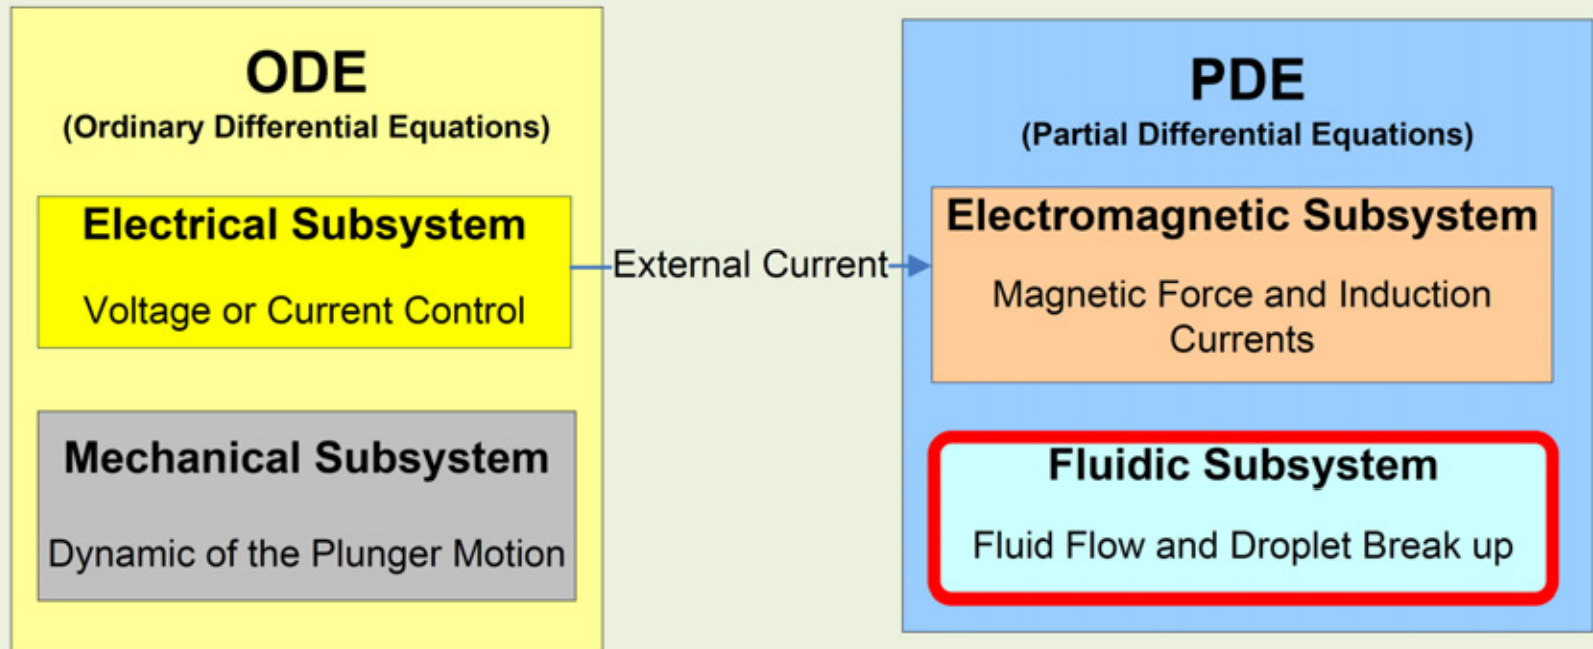 ODE
(Ordinary Differential Equations)
Electrical Subsystem
Voltage or Current Control
Mechanical Subsystem
Dynamic of the Plunger Motion
External Current
PDE
(Partial Differential Equations)
Electromagnetic Subsystem
Magnetic Force and Induction
Currents
Fluidic Subsystem
Fluid Flow and Droplet Break up